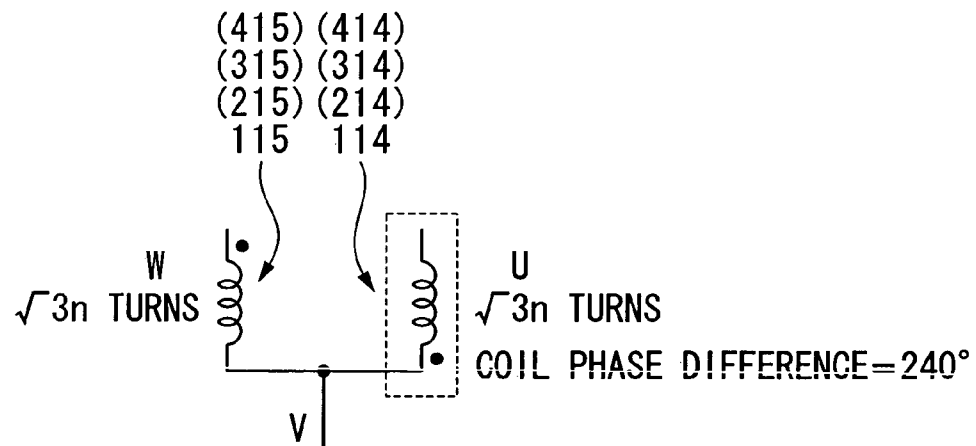 (415) (414)
(315) (314)
(215) (214)
115 114
W
√3n TURNS
U
√3n TURNS
COIL PHASE DIFFERENCE=240°
V